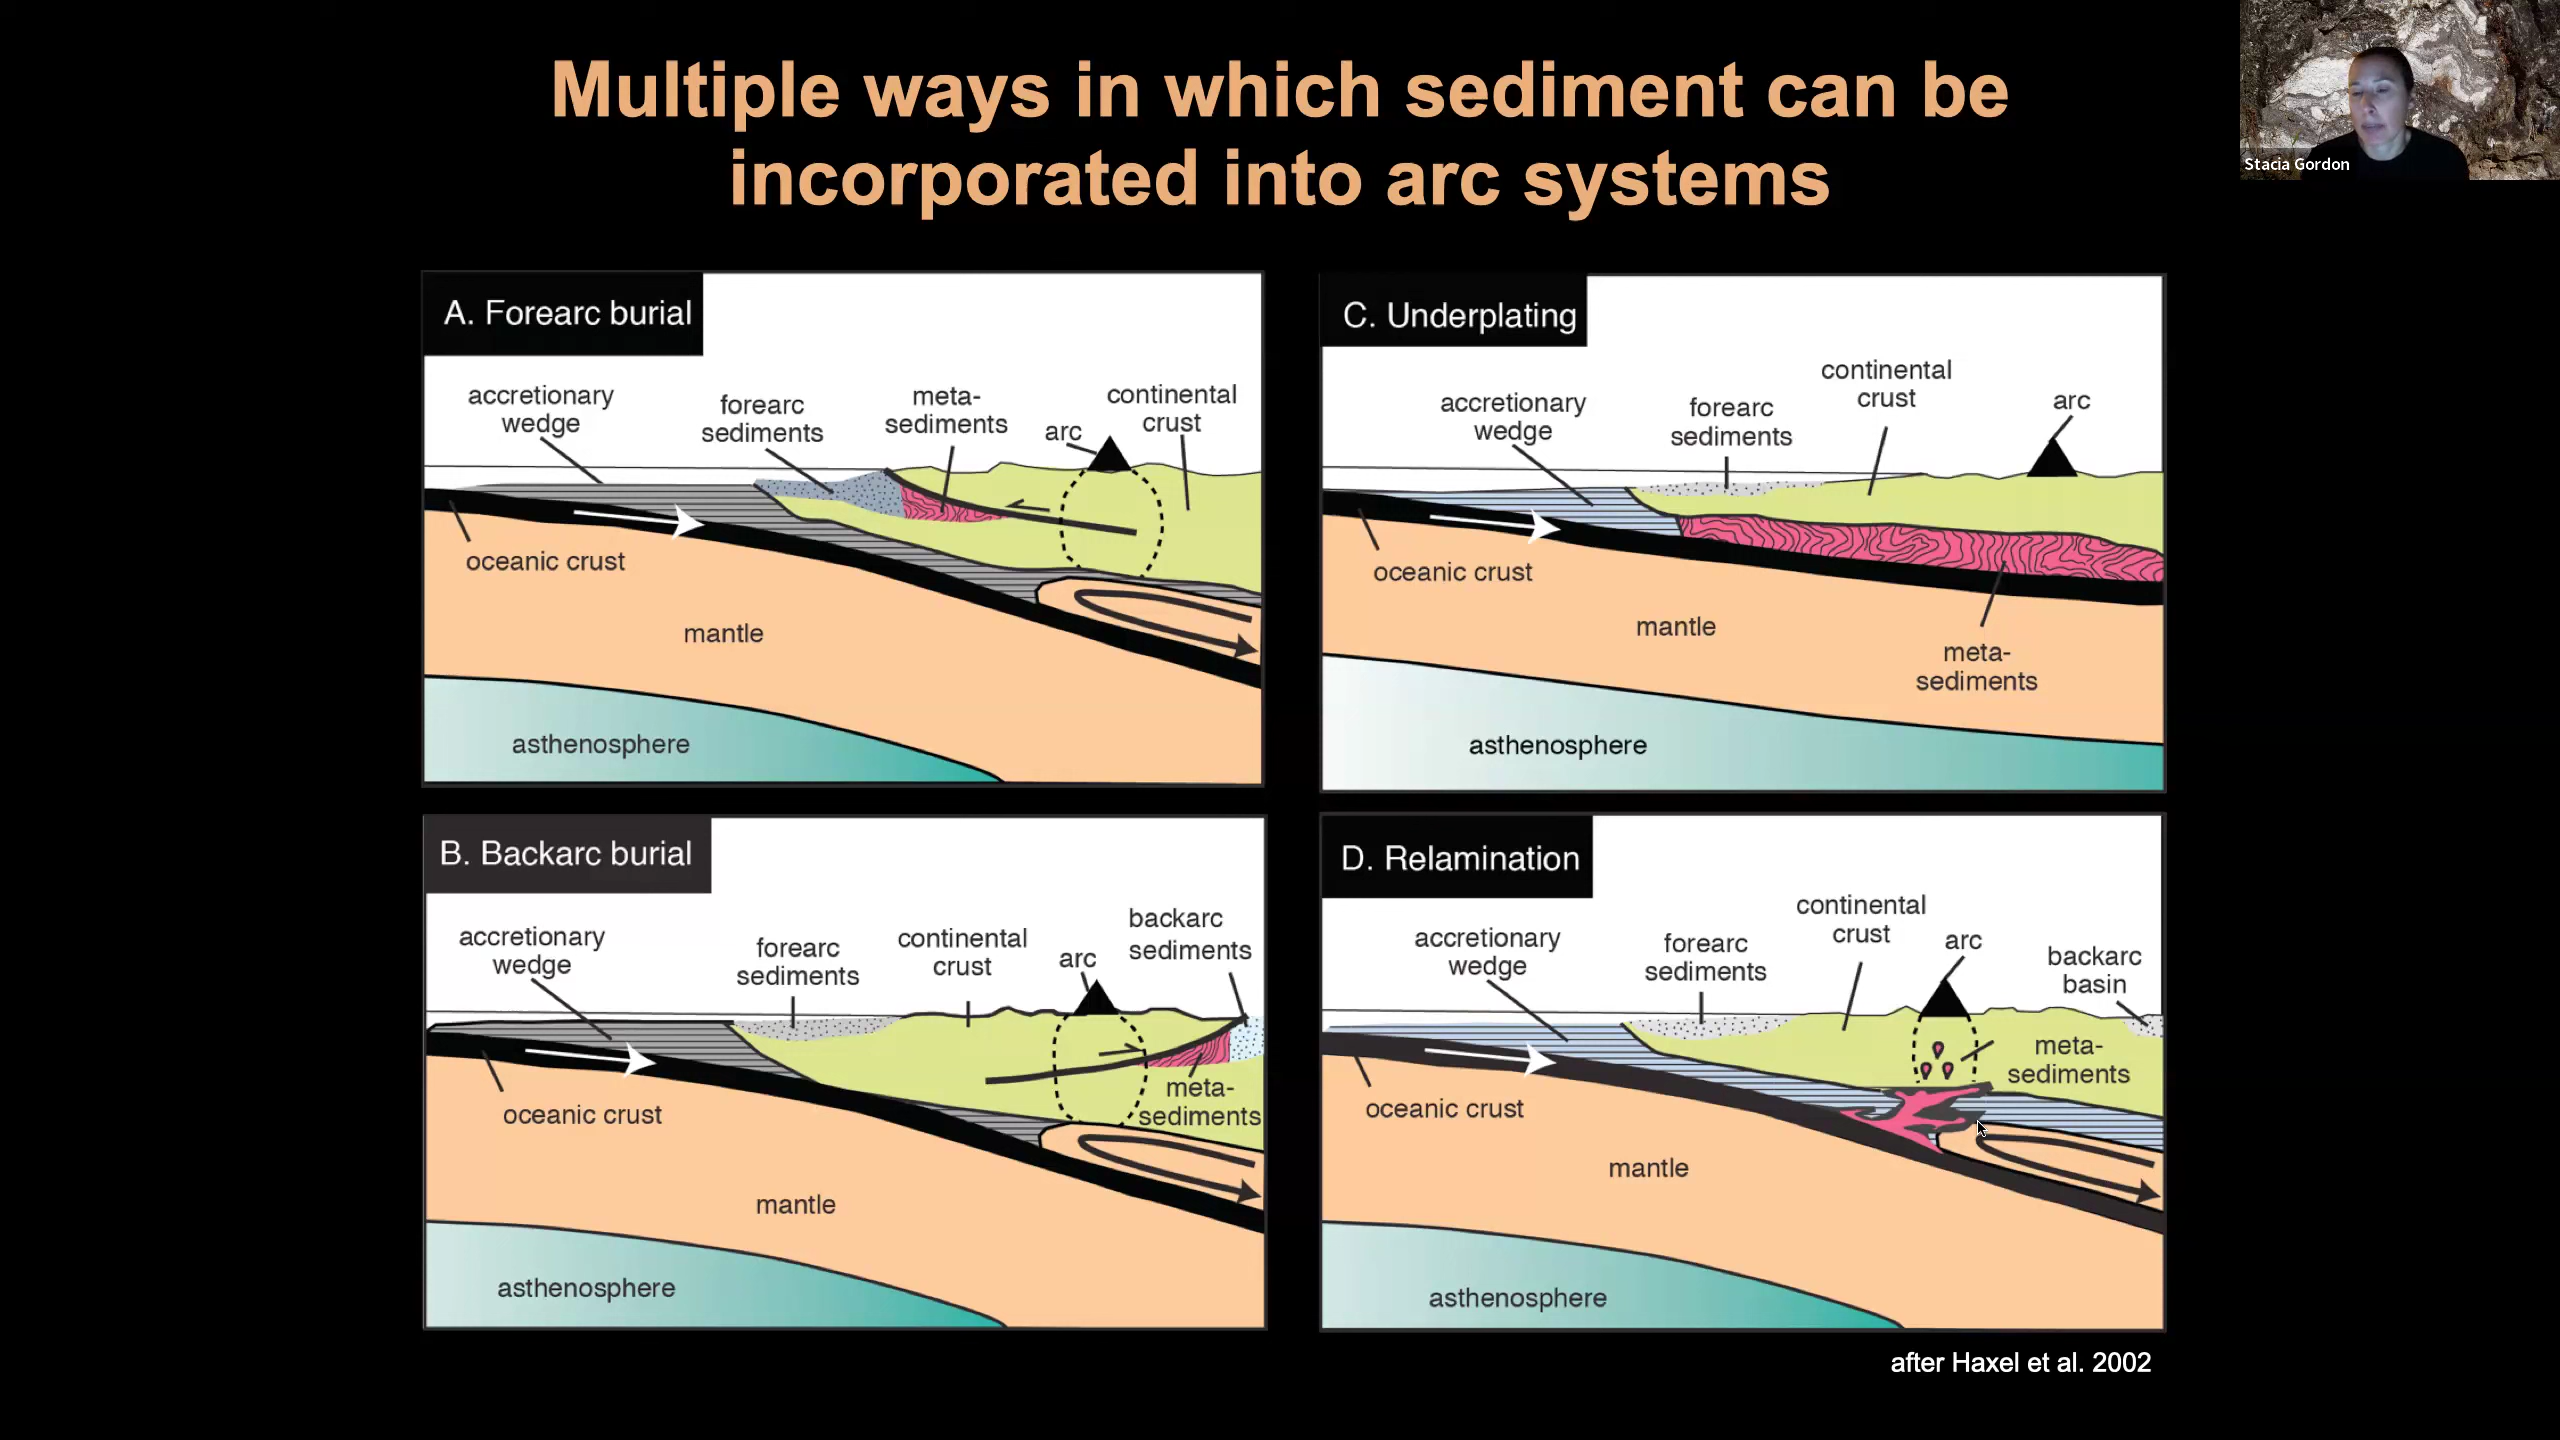 Multiple ways in which sediment can be
incorporated into arc systems
Stacia Gordon
A. Forearc burial
accretionary
wedge
forearc
sediments
meta-
sediments
arc
continental
crust
oceanic crust
mantle
asthenosphere
C. Underplating
accretionary
wedge
forearc
sediments
continental
crust
arc
oceanic crust
mantle
meta-
sediments
asthenosphere
B. Backarc burial
accretionary
wedge
forearc
sediments
continental
crust
arc
backarc
sediments
meta-
sediments
oceanic crust
mantle
asthenosphere
D. Relamination
accretionary
wedge
forearc
sediments
continental
crust
arc
backarc
basin
meta-
sediments
oceanic crust
mantle
asthenosphere
after Haxel et al. 2002